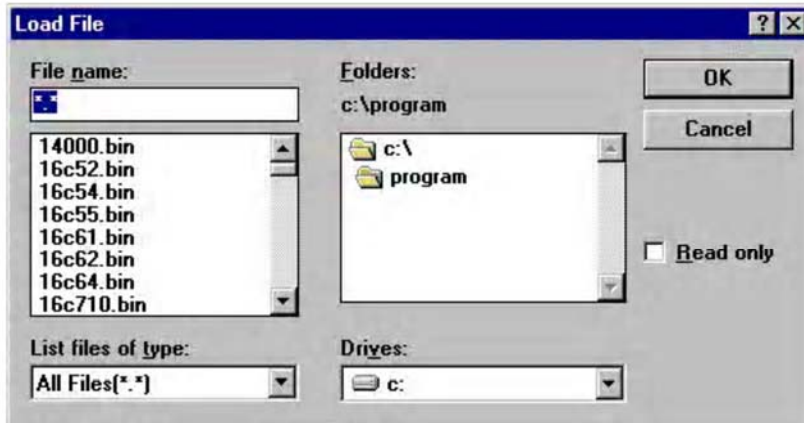 Load File
File name:
*.*
14000.bin
16c52.bin
16c54.bin
16c55.bin
16c61.bin
16c62.bin
16c64.bin
16c710.bin
List files of type:
All Files(*.*)
Folders:
c:\program
c:\
program
Drives:
c:
OK
Cancel
Read only